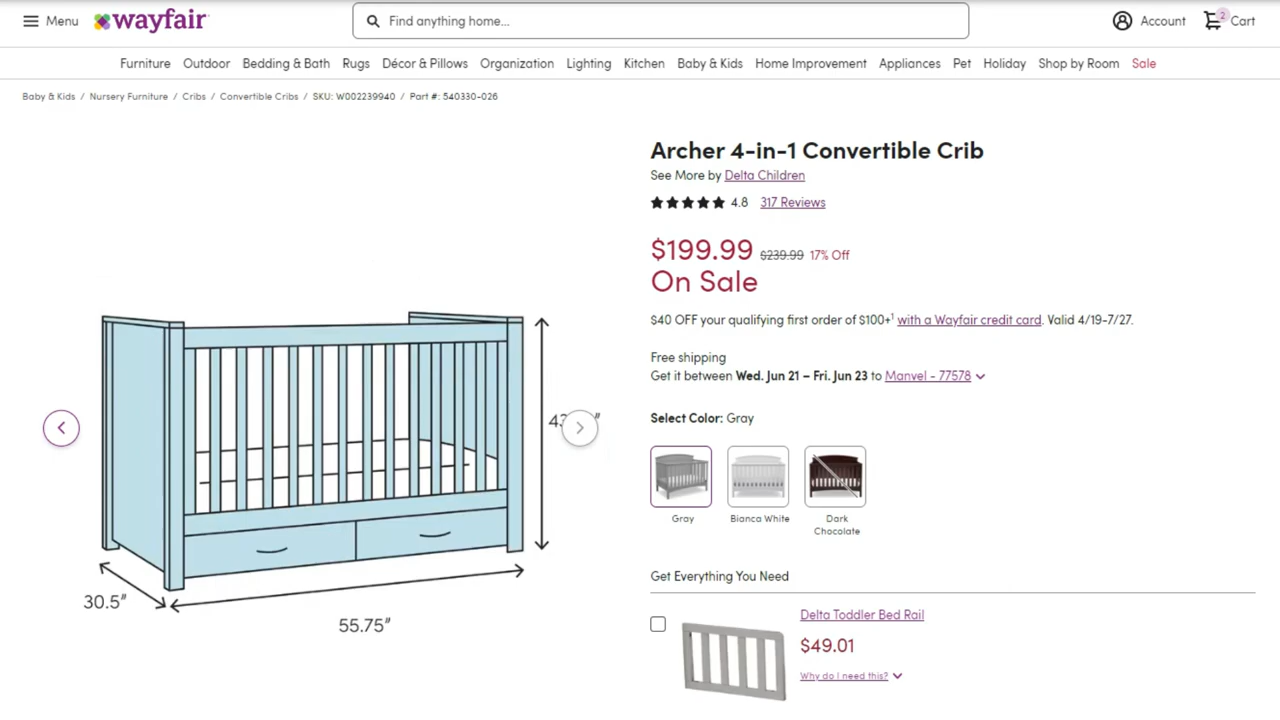 Menu
wayfair
Find anything home...
Account
2
Cart
Furniture Outdoor Bedding & Bath Rugs Décor & Pillows Organization Lighting Kitchen Baby & Kids Home Improvement Appliances Pet Holiday Shop by Room Sale
Baby & Kids / Nursery Furniture / Cribs / Convertible Cribs / SKU: W002239940 / Part #: 540330-026
Archer 4-in-1 Convertible Crib
See More by Delta Children
4.8 317 Reviews
$199.99 $239.99 17% Off
On Sale
$40 OFF your qualifying first order of $100+¹ with a Wayfair credit card. Valid 4/19-7/27.
Free shipping
Get it between Wed. Jun 21 – Fri. Jun 23 to Manvel - 77578
Select Color: Gray
Gray
Bianca White
Dark
Chocolate
30.5"
55.75"
Get Everything You Need
Delta Toddler Bed Rail
$49.01
Why do I need this?